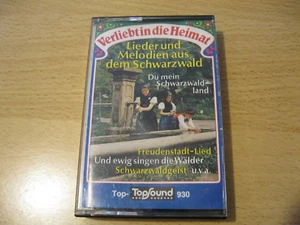 Verliebt in die Heimat
Lieder und
Melodien aus
dem Schwarzwald
Du mein
Schwarzwald-
land
Freudenstadt-Lied
Und ewig singen die Wälder
Schwarzwaldgeist u.v.a.
Top- TopSound 930